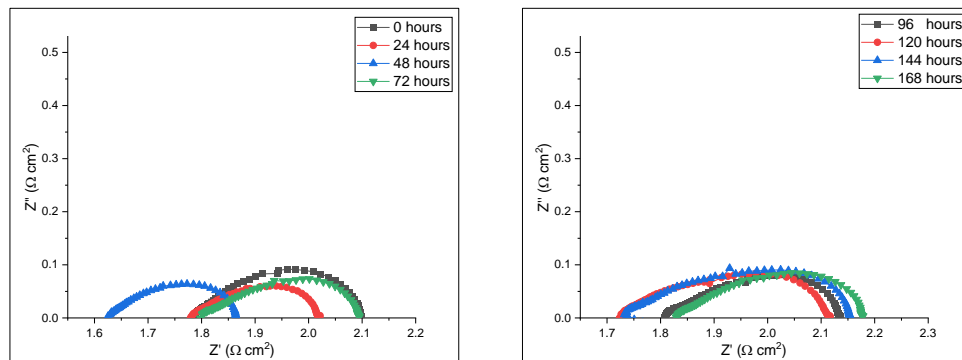 0 hours
24 hours
48 hours
72 hours
0.5
0.4
0.3
0.2
0.1
0.0
Z'' (Ω cm²)
1.6 1.7 1.8 1.9 2.0 2.1 2.2
Z' (Ω cm²)
96 hours
120 hours
144 hours
168 hours
0.5
0.4
0.3
0.2
0.1
0.0
Z'' (Ω cm²)
1.7 1.8 1.9 2.0 2.1 2.2 2.3
Z' (Ω cm²)